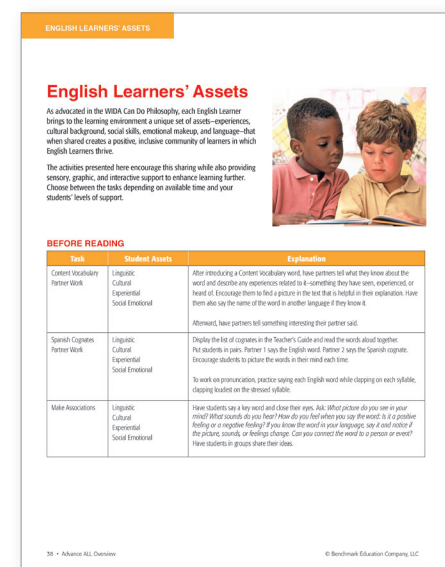 ENGLISH LEARNERS' ASSETS
English Learners' Assets
As advocated in the WIDA Can Do Philosophy, each English Learner
brings to the learning environment a unique set of assets—experiences,
cultural background, social skills, emotional makeup, and language—that
when shared creates a positive, inclusive community of learners in which
English Learners thrive.
The activities presented here encourage this sharing while also providing
sensory, graphic, and interactive support to enhance learning further.
Choose between the tasks depending on available time and your
students' levels of support.
BEFORE READING
Task Student Assets Explanation
Content Vocabulary
Partner Work
Linguistic
Cultural
Experiential
Social Emotional
After introducing a Content Vocabulary word, have partners tell what they know about the
word and describe any experiences related to it—something they have seen, experienced, or
heard of. Encourage them to find a picture in the text that is helpful in their explanation. Have
them also say the name of the word in another language if they know it.
Afterward, have partners tell something interesting their partner said.
Spanish Cognates
Partner Work
Linguistic
Cultural
Experiential
Social Emotional
Display the list of cognates in the Teacher's Guide and read the words aloud together.
Put students in pairs. Partner 1 says the English word. Partner 2 says the Spanish cognate.
Encourage students to picture the words in their mind each time.
To work on pronunciation, practice saying each English word while clapping on each syllable,
clapping loudest on the stressed syllable.
Make Associations
Linguistic
Cultural
Experiential
Social Emotional
Have students say a key word and close their eyes. Ask: What picture do you see in your
mind? What sounds do you hear? How do you feel when you say the word: Is it a positive
feeling or a negative feeling? If you know the word in your language, say it and notice if
the picture, sounds, or feelings change. Can you connect the word to a person or event?
Have students in groups share their ideas.
38 • Advance ALL Overview
© Benchmark Education Company, LLC